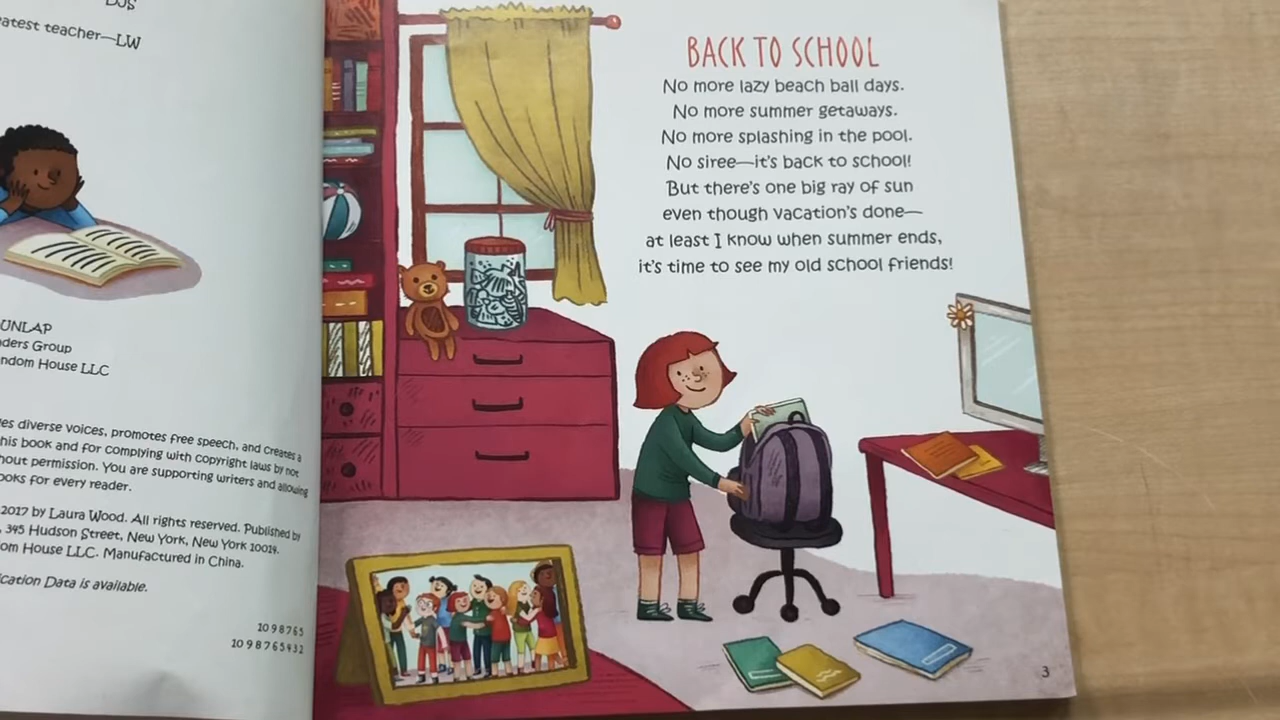 DJS
atest teacher—LW
UNLAP
ders Group
ndom House LLC
es diverse voices, promotes free speech, and creates a
his book and for complying with copyright laws by not
hout permission. You are supporting writers and allowing
ooks for every reader.
2017 by Laura Wood. All rights reserved. Published by
, 345 Hudson Street, New York, New York 10014.
om House LLC. Manufactured in China.
ication Data is available.
10 9 8 7 6 5
10 9 8 7 6 5 4 3 2
BACK TO SCHOOL
No more lazy beach ball days.
No more summer getaways.
No more splashing in the pool.
No siree—it's back to school!
But there's one big ray of sun
even though vacation's done—
at least I know when summer ends,
it's time to see my old school friends!
3